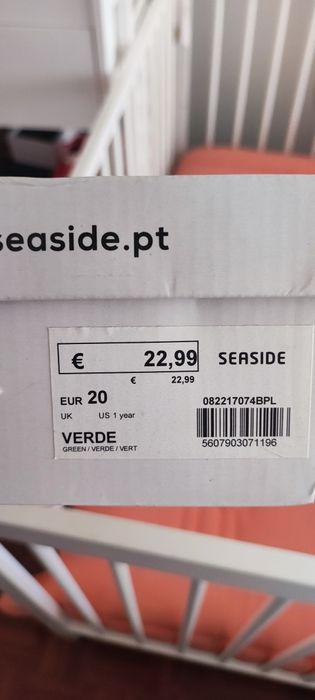 seaside.pt
€ 22,99 SEASIDE
€ 22,99
EUR 20 082217074BPL
UK US 1 year
VERDE
GREEN / VERDE / VERT 5607903071196